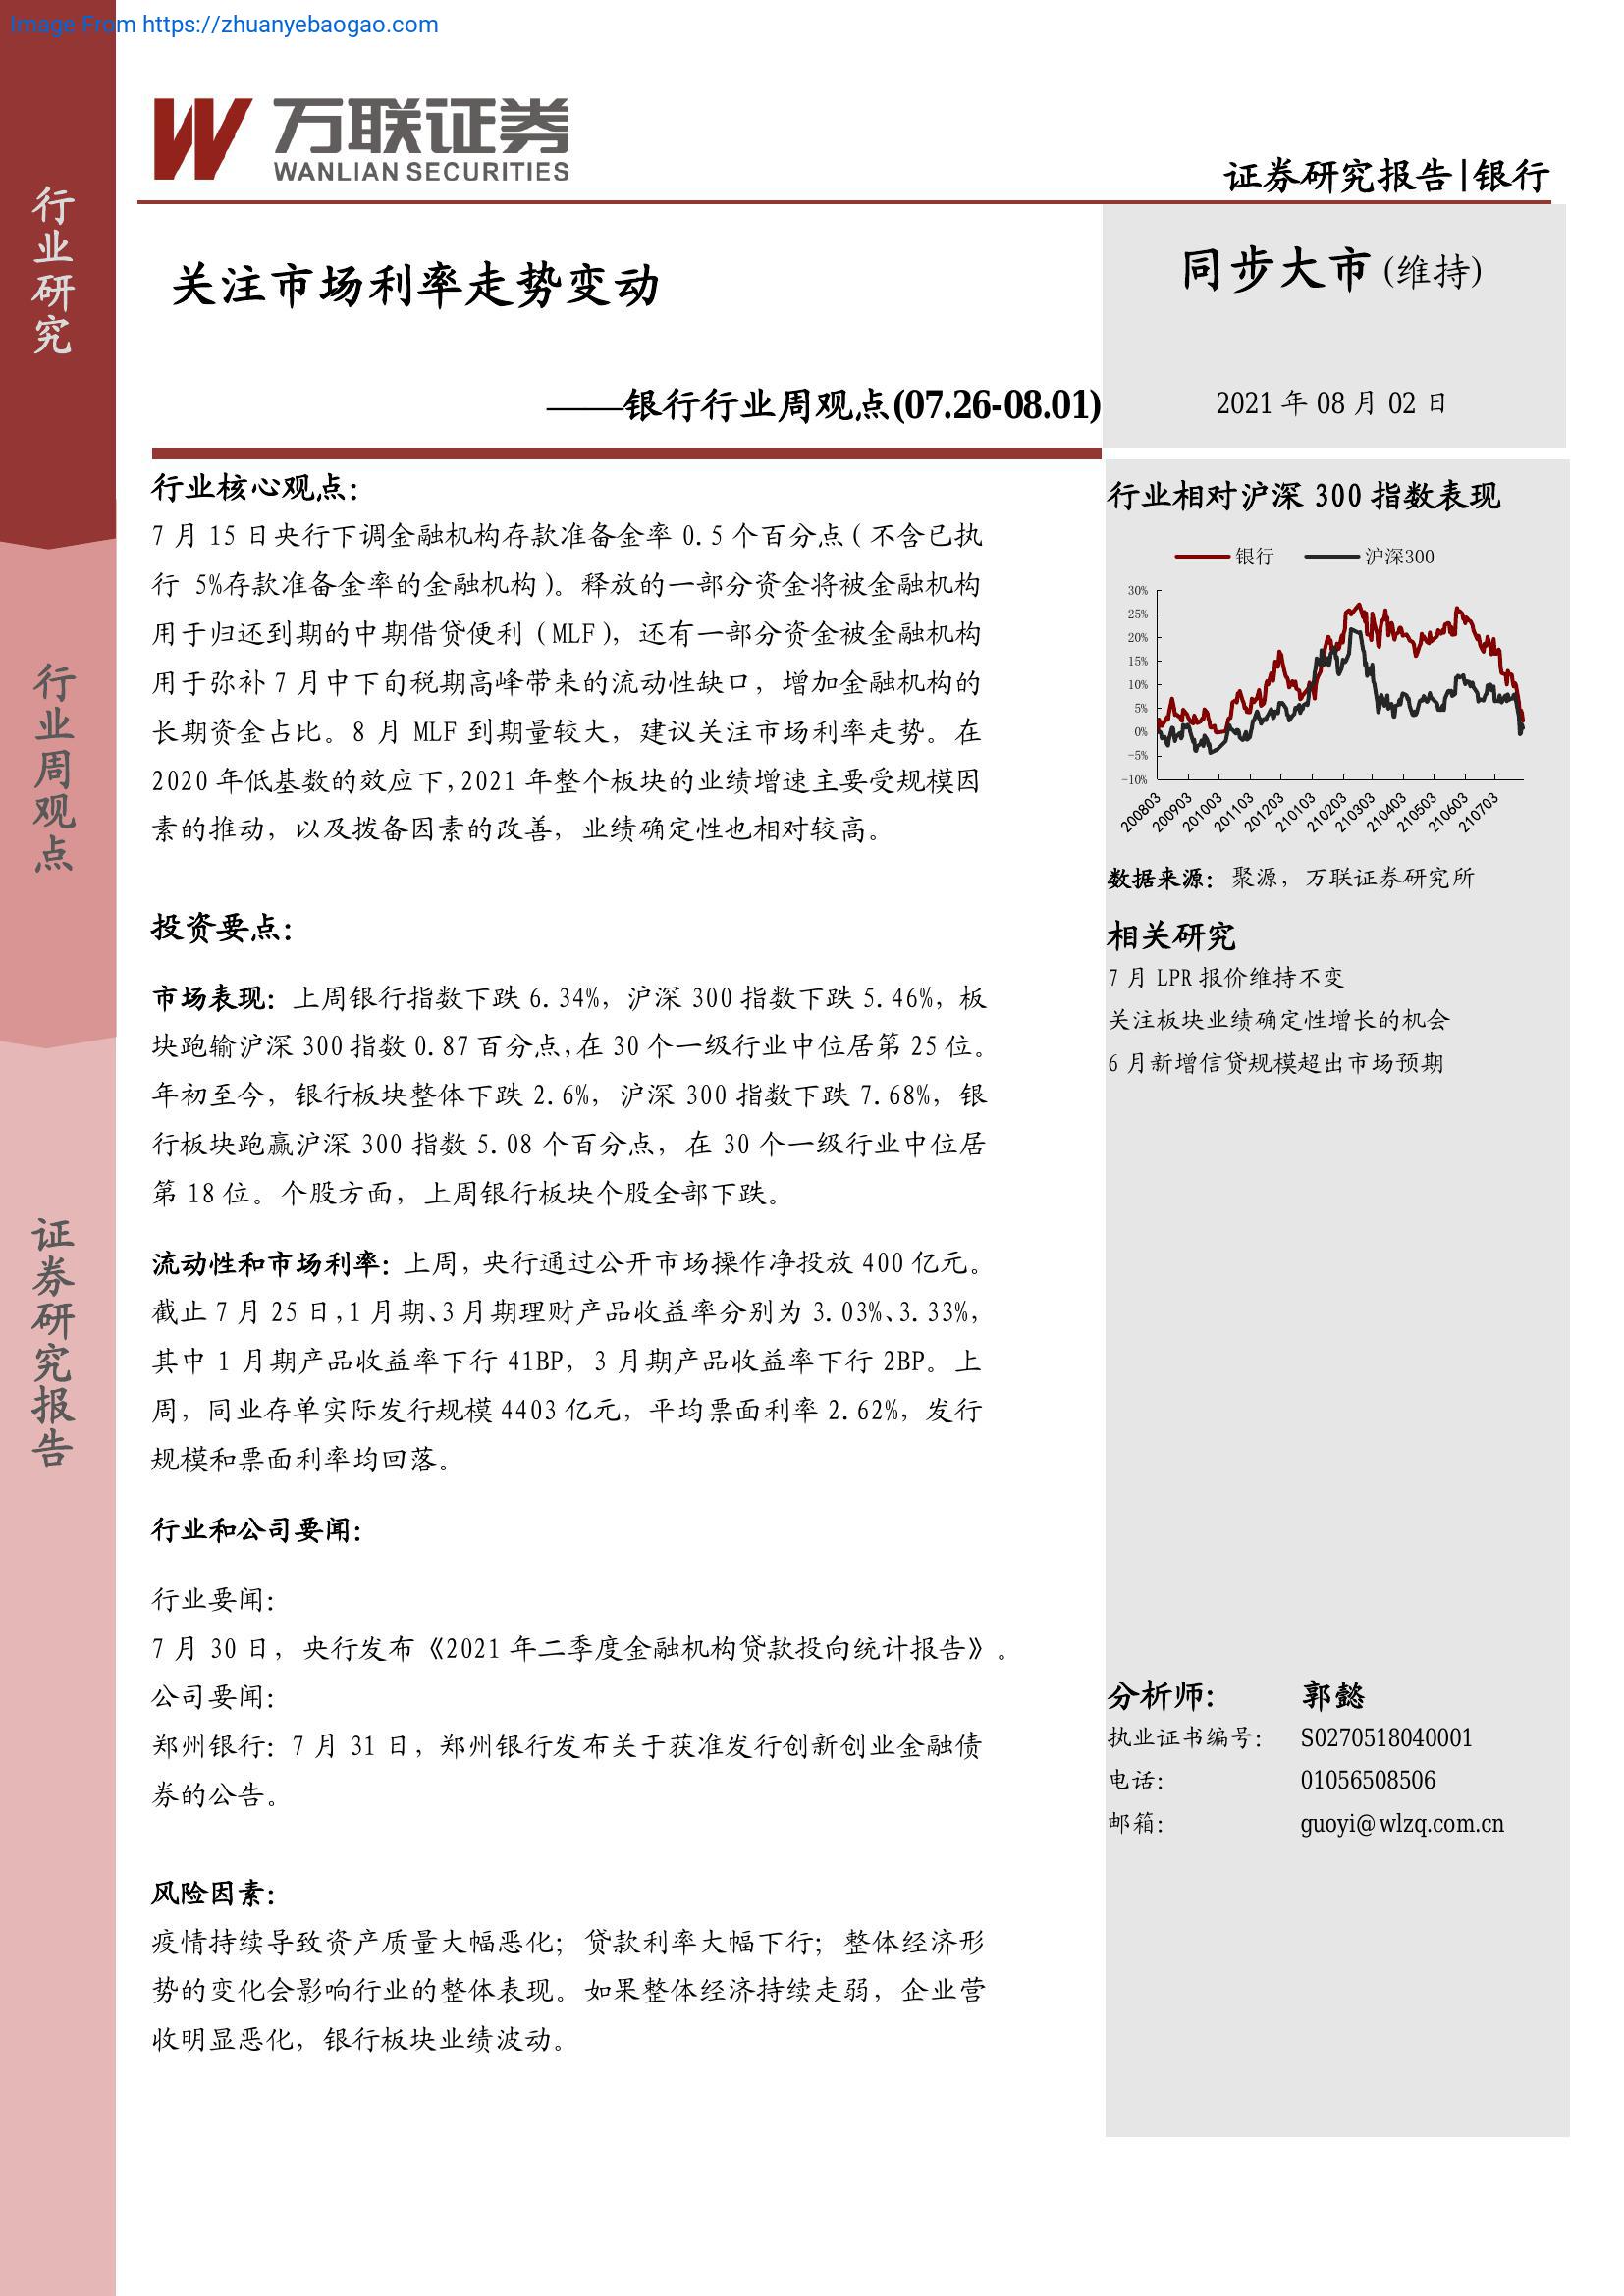 Image From https://zhuanyebaogao.com
万联证券
WANLIAN SECURITIES
证券研究报告|银行
行业研究
行业周观点
证券研究报告
关注市场利率走势变动
——银行行业周观点(07.26-08.01)
同步大市(维持)
2021 年 08 月 02 日
行业核心观点:
7 月 15 日央行下调金融机构存款准备金率 0.5 个百分点(不含已执
行 5%存款准备金率的金融机构)。释放的一部分资金将被金融机构
用于归还到期的中期借贷便利(MLF),还有一部分资金被金融机构
用于弥补 7 月中下旬税期高峰带来的流动性缺口,增加金融机构的
长期资金占比。8 月 MLF 到期量较大,建议关注市场利率走势。在
2020 年低基数的效应下,2021 年整个板块的业绩增速主要受规模因
素的推动,以及拨备因素的改善,业绩确定性也相对较高。
投资要点:
市场表现:上周银行指数下跌 6.34%,沪深 300 指数下跌 5.46%,板
块跑输沪深 300 指数 0.87 百分点,在 30 个一级行业中位居第 25 位。
年初至今,银行板块整体下跌 2.6%,沪深 300 指数下跌 7.68%,银
行板块跑赢沪深 300 指数 5.08 个百分点,在 30 个一级行业中位居
第 18 位。个股方面,上周银行板块个股全部下跌。
流动性和市场利率:上周,央行通过公开市场操作净投放 400 亿元。
截止 7 月 25 日,1 月期、3 月期理财产品收益率分别为 3.03%、3.33%,
其中 1 月期产品收益率下行 41BP,3 月期产品收益率下行 2BP。上
周,同业存单实际发行规模 4403 亿元,平均票面利率 2.62%,发行
规模和票面利率均回落。
行业和公司要闻:
行业要闻:
7 月 30 日,央行发布《2021 年二季度金融机构贷款投向统计报告》。
公司要闻:
郑州银行:7 月 31 日,郑州银行发布关于获准发行创新创业金融债
券的公告。
风险因素:
疫情持续导致资产质量大幅恶化;贷款利率大幅下行;整体经济形
势的变化会影响行业的整体表现。如果整体经济持续走弱,企业营
收明显恶化,银行板块业绩波动。
行业相对沪深 300 指数表现
银行 沪深300
30%
25%
20%
15%
10%
5%
0%
-5%
-10%
200803 200903 201003 201103 201203 210103 210203 210303 210403 210503 210603 210703
数据来源:聚源,万联证券研究所
相关研究
7 月 LPR 报价维持不变
关注板块业绩确定性增长的机会
6 月新增信贷规模超出市场预期
分析师: 郭懿
执业证书编号: S0270518040001
电话: 01056508506
邮箱: guoyi@wlzq.com.cn